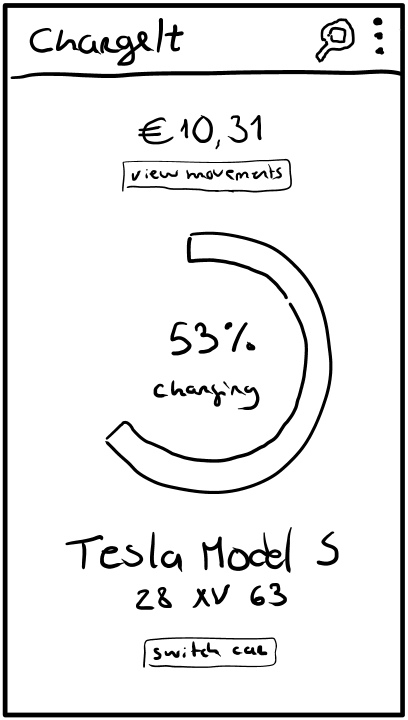 ChargeIt
€10,31
view movements
53%
charging
Tesla Model S
28 XV 63
switch car